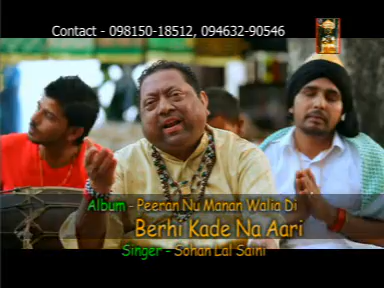 Contact - 098150-18512, 094632-90546
Album - Peeran Nu Manan Walia Di
Berhi Kade Na Aari
Singer - Sohan Lal Saini